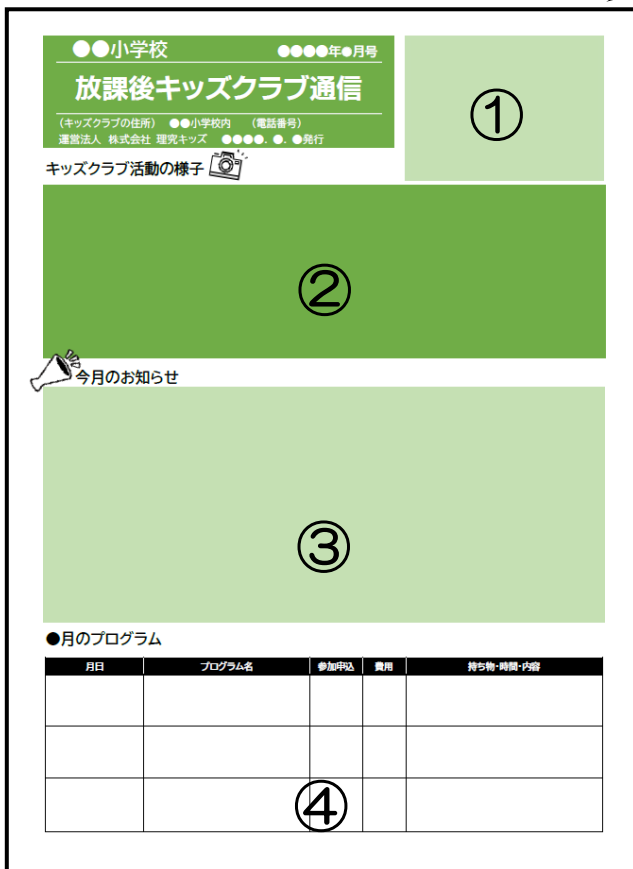 ●●小学校 ●●●●年●月号
放課後キッズクラブ通信
(キッズクラブの住所) ●●小学校内 (電話番号)
運営法人 株式会社 理究キッズ ●●●●. ●. ●発行
①
キッズクラブ活動の様子
②
今月のお知らせ
③
●月のプログラム
月日 プログラム名 参加申込 費用 持ち物・時間・内容
④